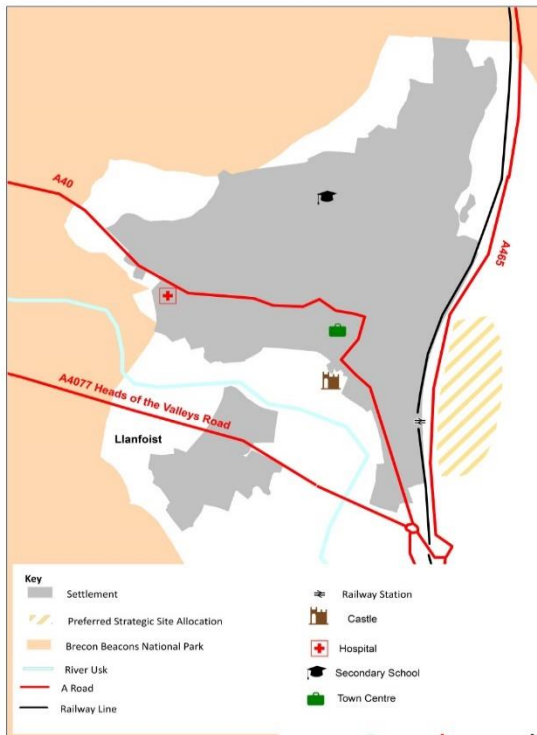 A40
A465
A4077 Heads of the Valleys Road
Llanfoist
Key
Settlement
Preferred Strategic Site Allocation
Brecon Beacons National Park
River Usk
A Road
Railway Line
Railway Station
Castle
Hospital
Secondary School
Town Centre